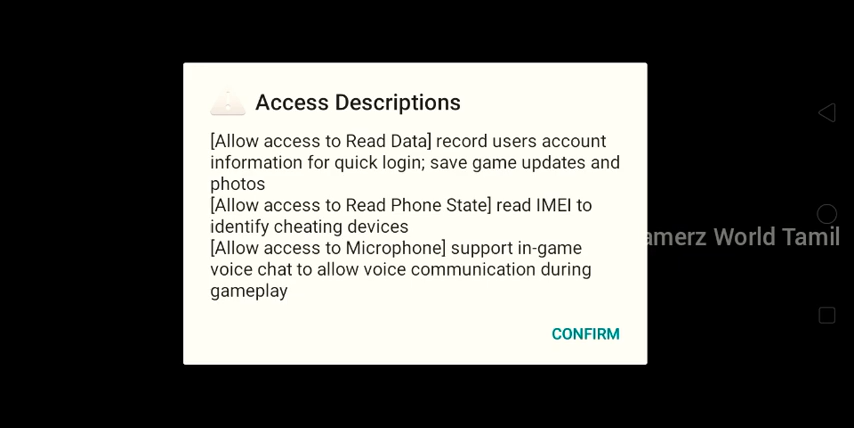 Access Descriptions
[Allow access to Read Data] record users account
information for quick login; save game updates and
photos
[Allow access to Read Phone State] read IMEI to
identify cheating devices
[Allow access to Microphone] support in-game
voice chat to allow voice communication during
gameplay
amerz World Tamil
CONFIRM